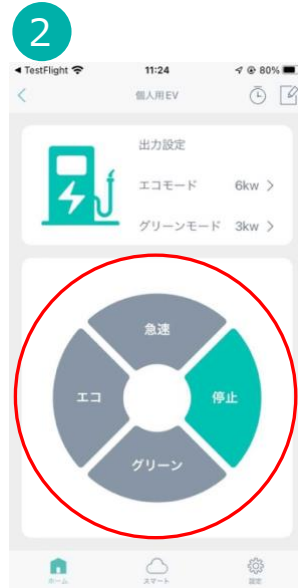 2
◀ TestFlight 11:24 80%
個人用EV
出力設定
エコモード 6kw >
グリーンモード 3kw >
急速
エコ 停止
グリーン
ホーム スマート 設定